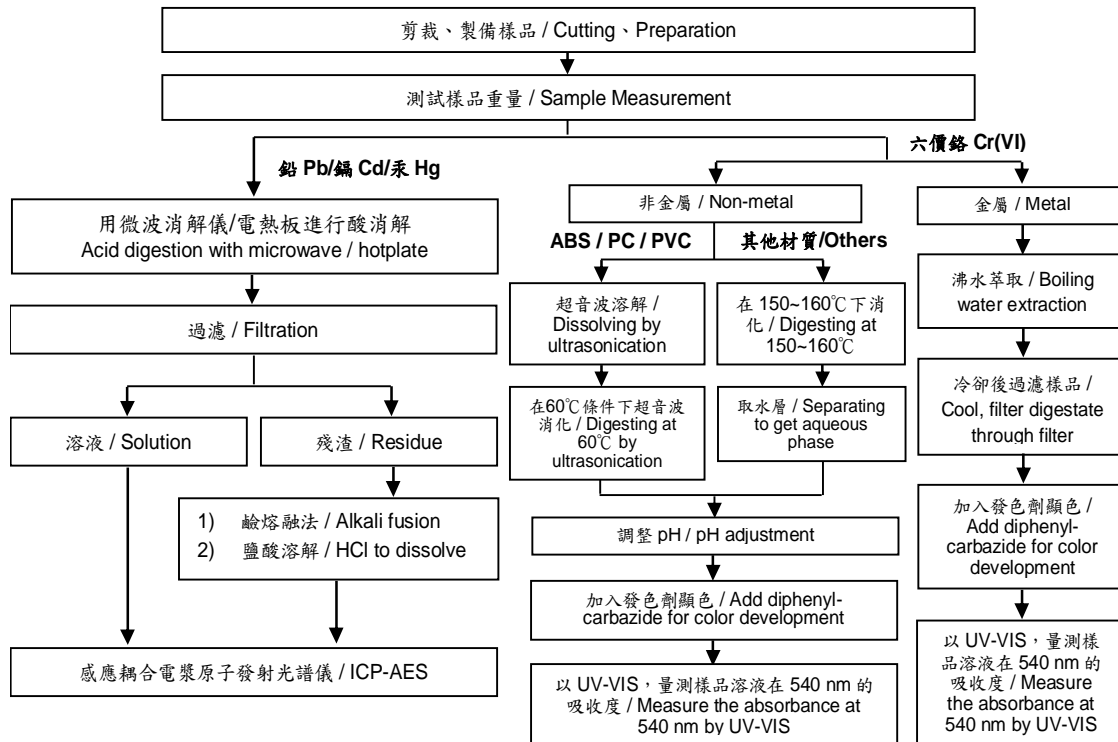 剪裁、製備樣品 / Cutting、Preparation
測試樣品重量 / Sample Measurement
六價鉻 Cr(VI)
鉛 Pb/鎘 Cd/汞 Hg
用微波消解儀/電熱板進行酸消解
Acid digestion with microwave / hotplate
過濾 / Filtration
溶液 / Solution
殘渣 / Residue
1) 鹼熔融法 / Alkali fusion
2) 鹽酸溶解 / HCl to dissolve
感應耦合電漿原子發射光譜儀 / ICP-AES
非金屬 / Non-metal
ABS / PC / PVC
其他材質/Others
超音波溶解 /
Dissolving by
ultrasonication
在60℃條件下超音波
消化 / Digesting at
60℃ by
ultrasonication
在 150~160℃下消
化 / Digesting at
150~160℃
取水層 / Separating
to get aqueous
phase
調整 pH / pH adjustment
加入發色劑顯色 / Add diphenyl-
carbazide for color development
以 UV-VIS，量測樣品溶液在 540 nm 的
吸收度 / Measure the absorbance at
540 nm by UV-VIS
金屬 / Metal
沸水萃取 / Boiling
water extraction
冷卻後過濾樣品 /
Cool, filter digestate
through filter
加入發色劑顯色 /
Add diphenyl-
carbazide for color
development
以 UV-VIS，量測樣
品溶液在 540 nm 的
吸收度 / Measure
the absorbance at
540 nm by UV-VIS